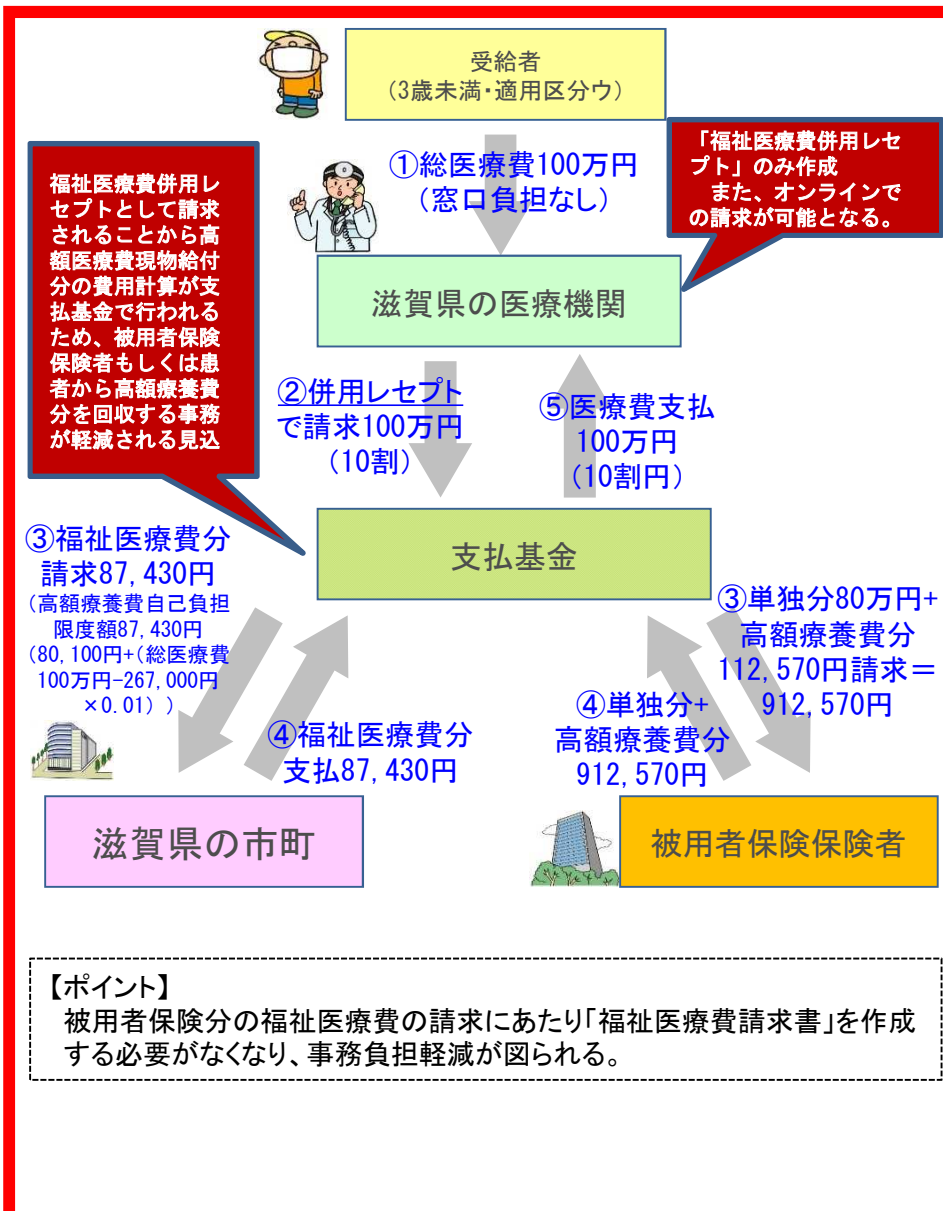 受給者
(3歳未満・適用区分ウ)
①総医療費100万円
(窓口負担なし)
「福祉医療費併用レセ
プト」のみ作成
また、オンラインで
の請求が可能となる。
福祉医療費併用レ
セプトとして請求
されることから高
額医療費現物給付
分の費用計算が支
払基金で行われる
ため、被用者保険
保険者もしくは患
者から高額療養費
分を回収する事務
が軽減される見込
滋賀県の医療機関
②併用レセプト
で請求100万円
(10割)
⑤医療費支払
100万円
(10割円)
支払基金
③福祉医療費分
請求87,430円
(高額療養費自己負担
限度額87,430円
(80,100円+(総医療費
100万円−267,000円
×0.01))
④福祉医療費分
支払87,430円
③単独分80万円+
高額療養費分
112,570円請求＝
912,570円
④単独分+
高額療養費分
912,570円
滋賀県の市町
被用者保険保険者
【ポイント】
被用者保険分の福祉医療費の請求にあたり「福祉医療費請求書」を作成
する必要がなくなり、事務負担軽減が図られる。